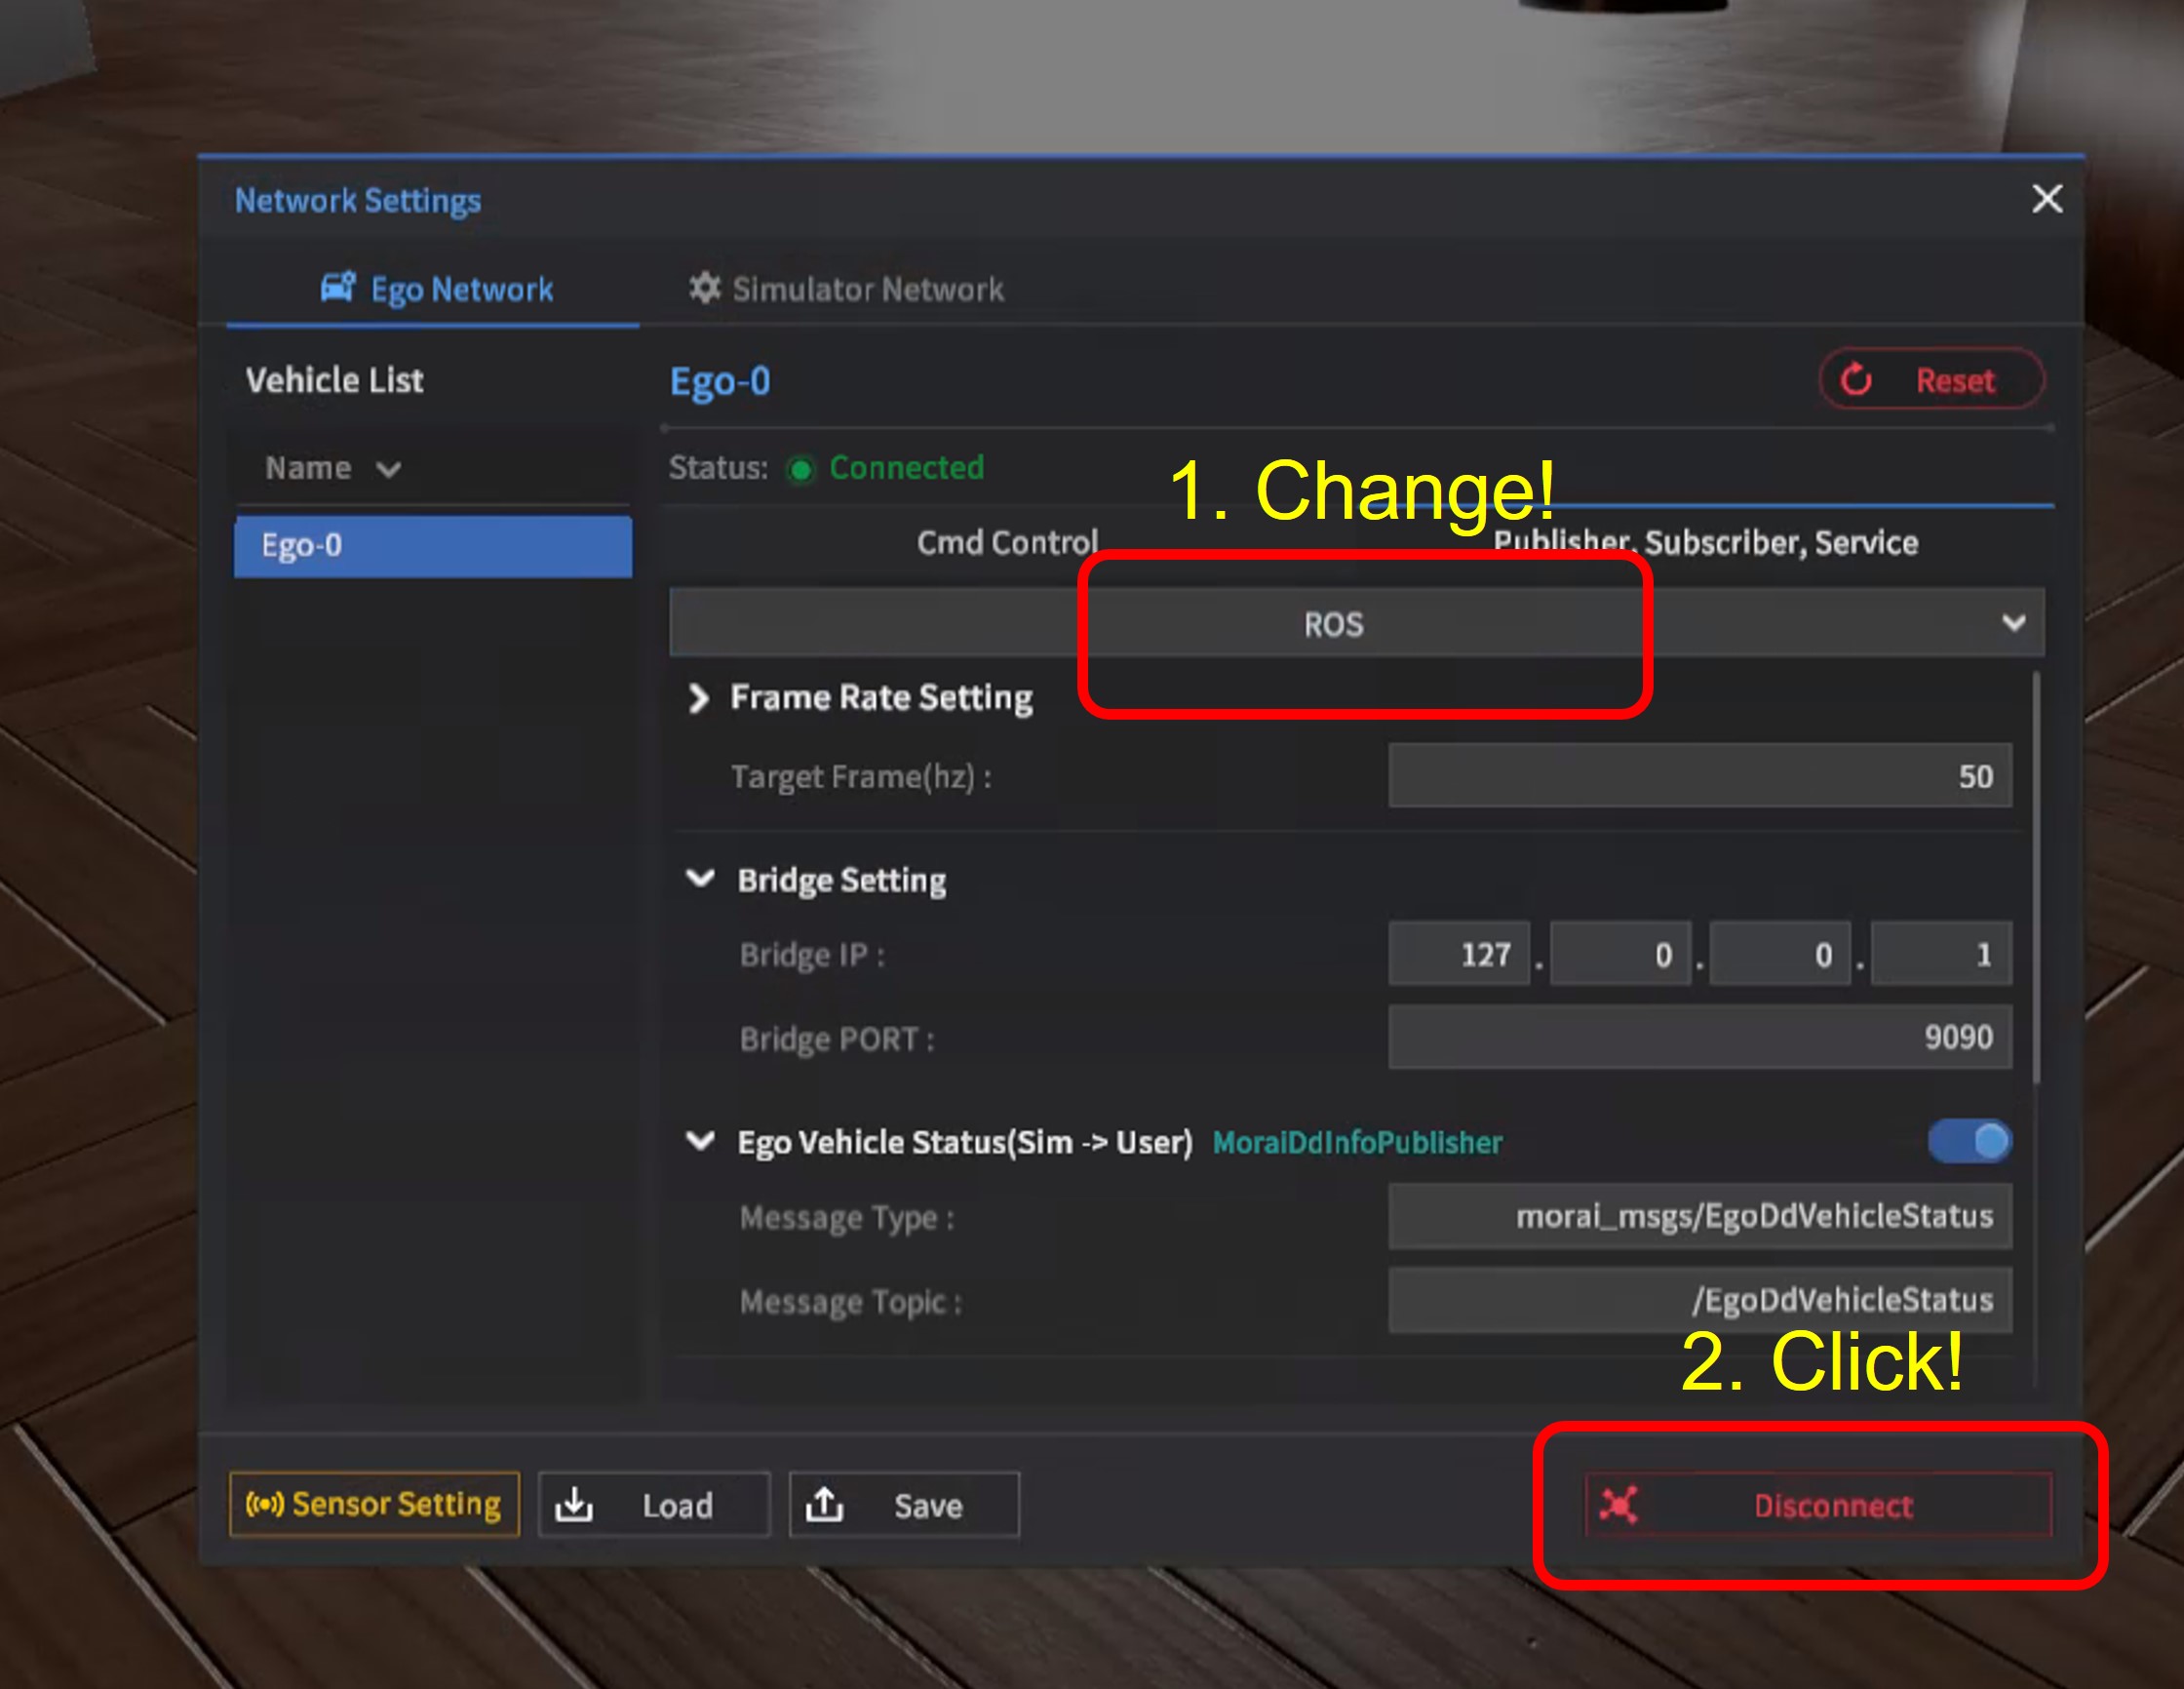 Network Settings
Ego Network
Simulator Network
Vehicle List
Name
Ego-0
Ego-0
Reset
Status: Connected
1. Change!
Cmd Control
Publisher, Subscriber, Service
ROS
Frame Rate Setting
Target Frame(hz) : 50
Bridge Setting
Bridge IP : 127 . 0 . 0 . 1
Bridge PORT : 9090
Ego Vehicle Status(Sim -> User) MoraiDdInfoPublisher
Message Type : morai_msgs/EgoDdVehicleStatus
Message Topic : /EgoDdVehicleStatus
2. Click!
Sensor Setting
Load
Save
Disconnect